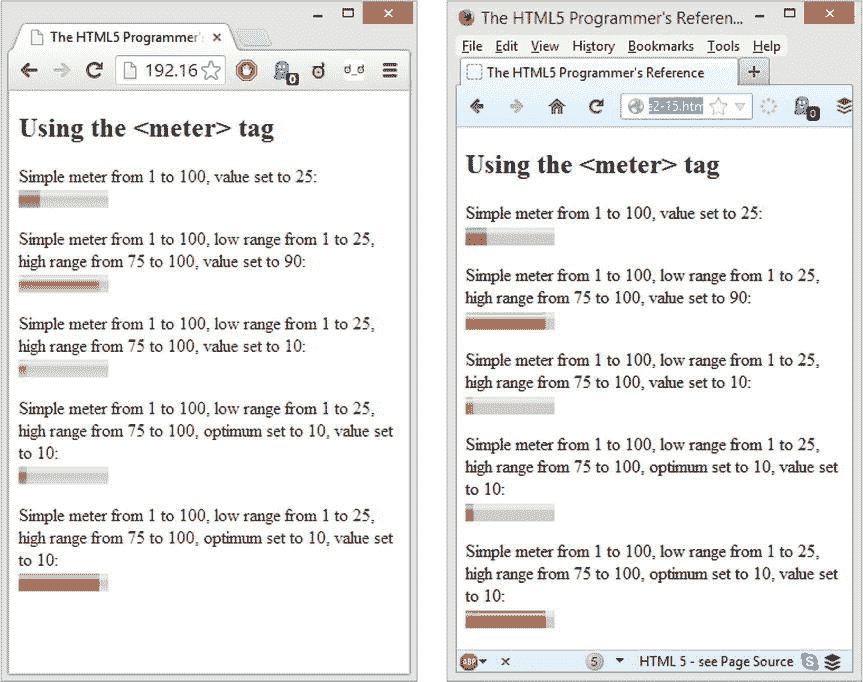 The HTML5 Programmer's
192.16
0
Using the <meter> tag
Simple meter from 1 to 100, value set to 25:
Simple meter from 1 to 100, low range from 1 to 25,
high range from 75 to 100, value set to 90:
Simple meter from 1 to 100, low range from 1 to 25,
high range from 75 to 100, value set to 10:
Simple meter from 1 to 100, low range from 1 to 25,
high range from 75 to 100, optimum set to 10, value set
to 10:
Simple meter from 1 to 100, low range from 1 to 25,
high range from 75 to 100, optimum set to 10, value set
to 10:
The HTML5 Programmer's Referen...
File Edit View History Bookmarks Tools Help
The HTML5 Programmer's Reference
e2-15.htm
0
Using the <meter> tag
Simple meter from 1 to 100, value set to 25:
Simple meter from 1 to 100, low range from 1 to 25,
high range from 75 to 100, value set to 90:
Simple meter from 1 to 100, low range from 1 to 25,
high range from 75 to 100, value set to 10:
Simple meter from 1 to 100, low range from 1 to 25,
high range from 75 to 100, optimum set to 10, value set
to 10:
Simple meter from 1 to 100, low range from 1 to 25,
high range from 75 to 100, optimum set to 10, value set
to 10:
ABP 5 HTML 5 - see Page Source